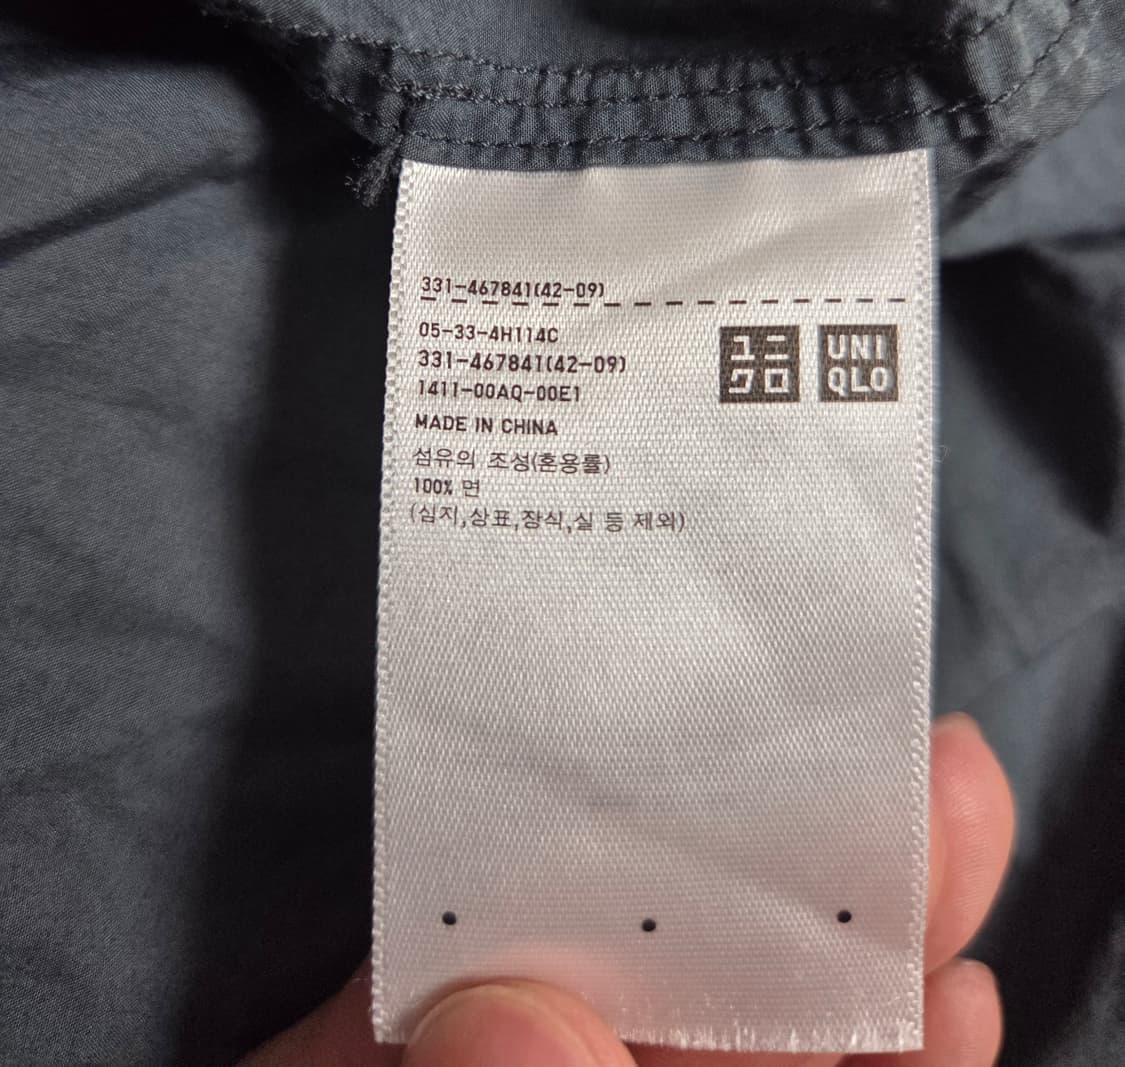 331-467841(42-09)
05-33-4H114C
331-467841(42-09)
1411-00AQ-00E1
MADE IN CHINA
섬유의 조성(혼용률)
100% 면
(심지,상표,장식,실 등 제외)
ユニ
クロ
UNI
QLO